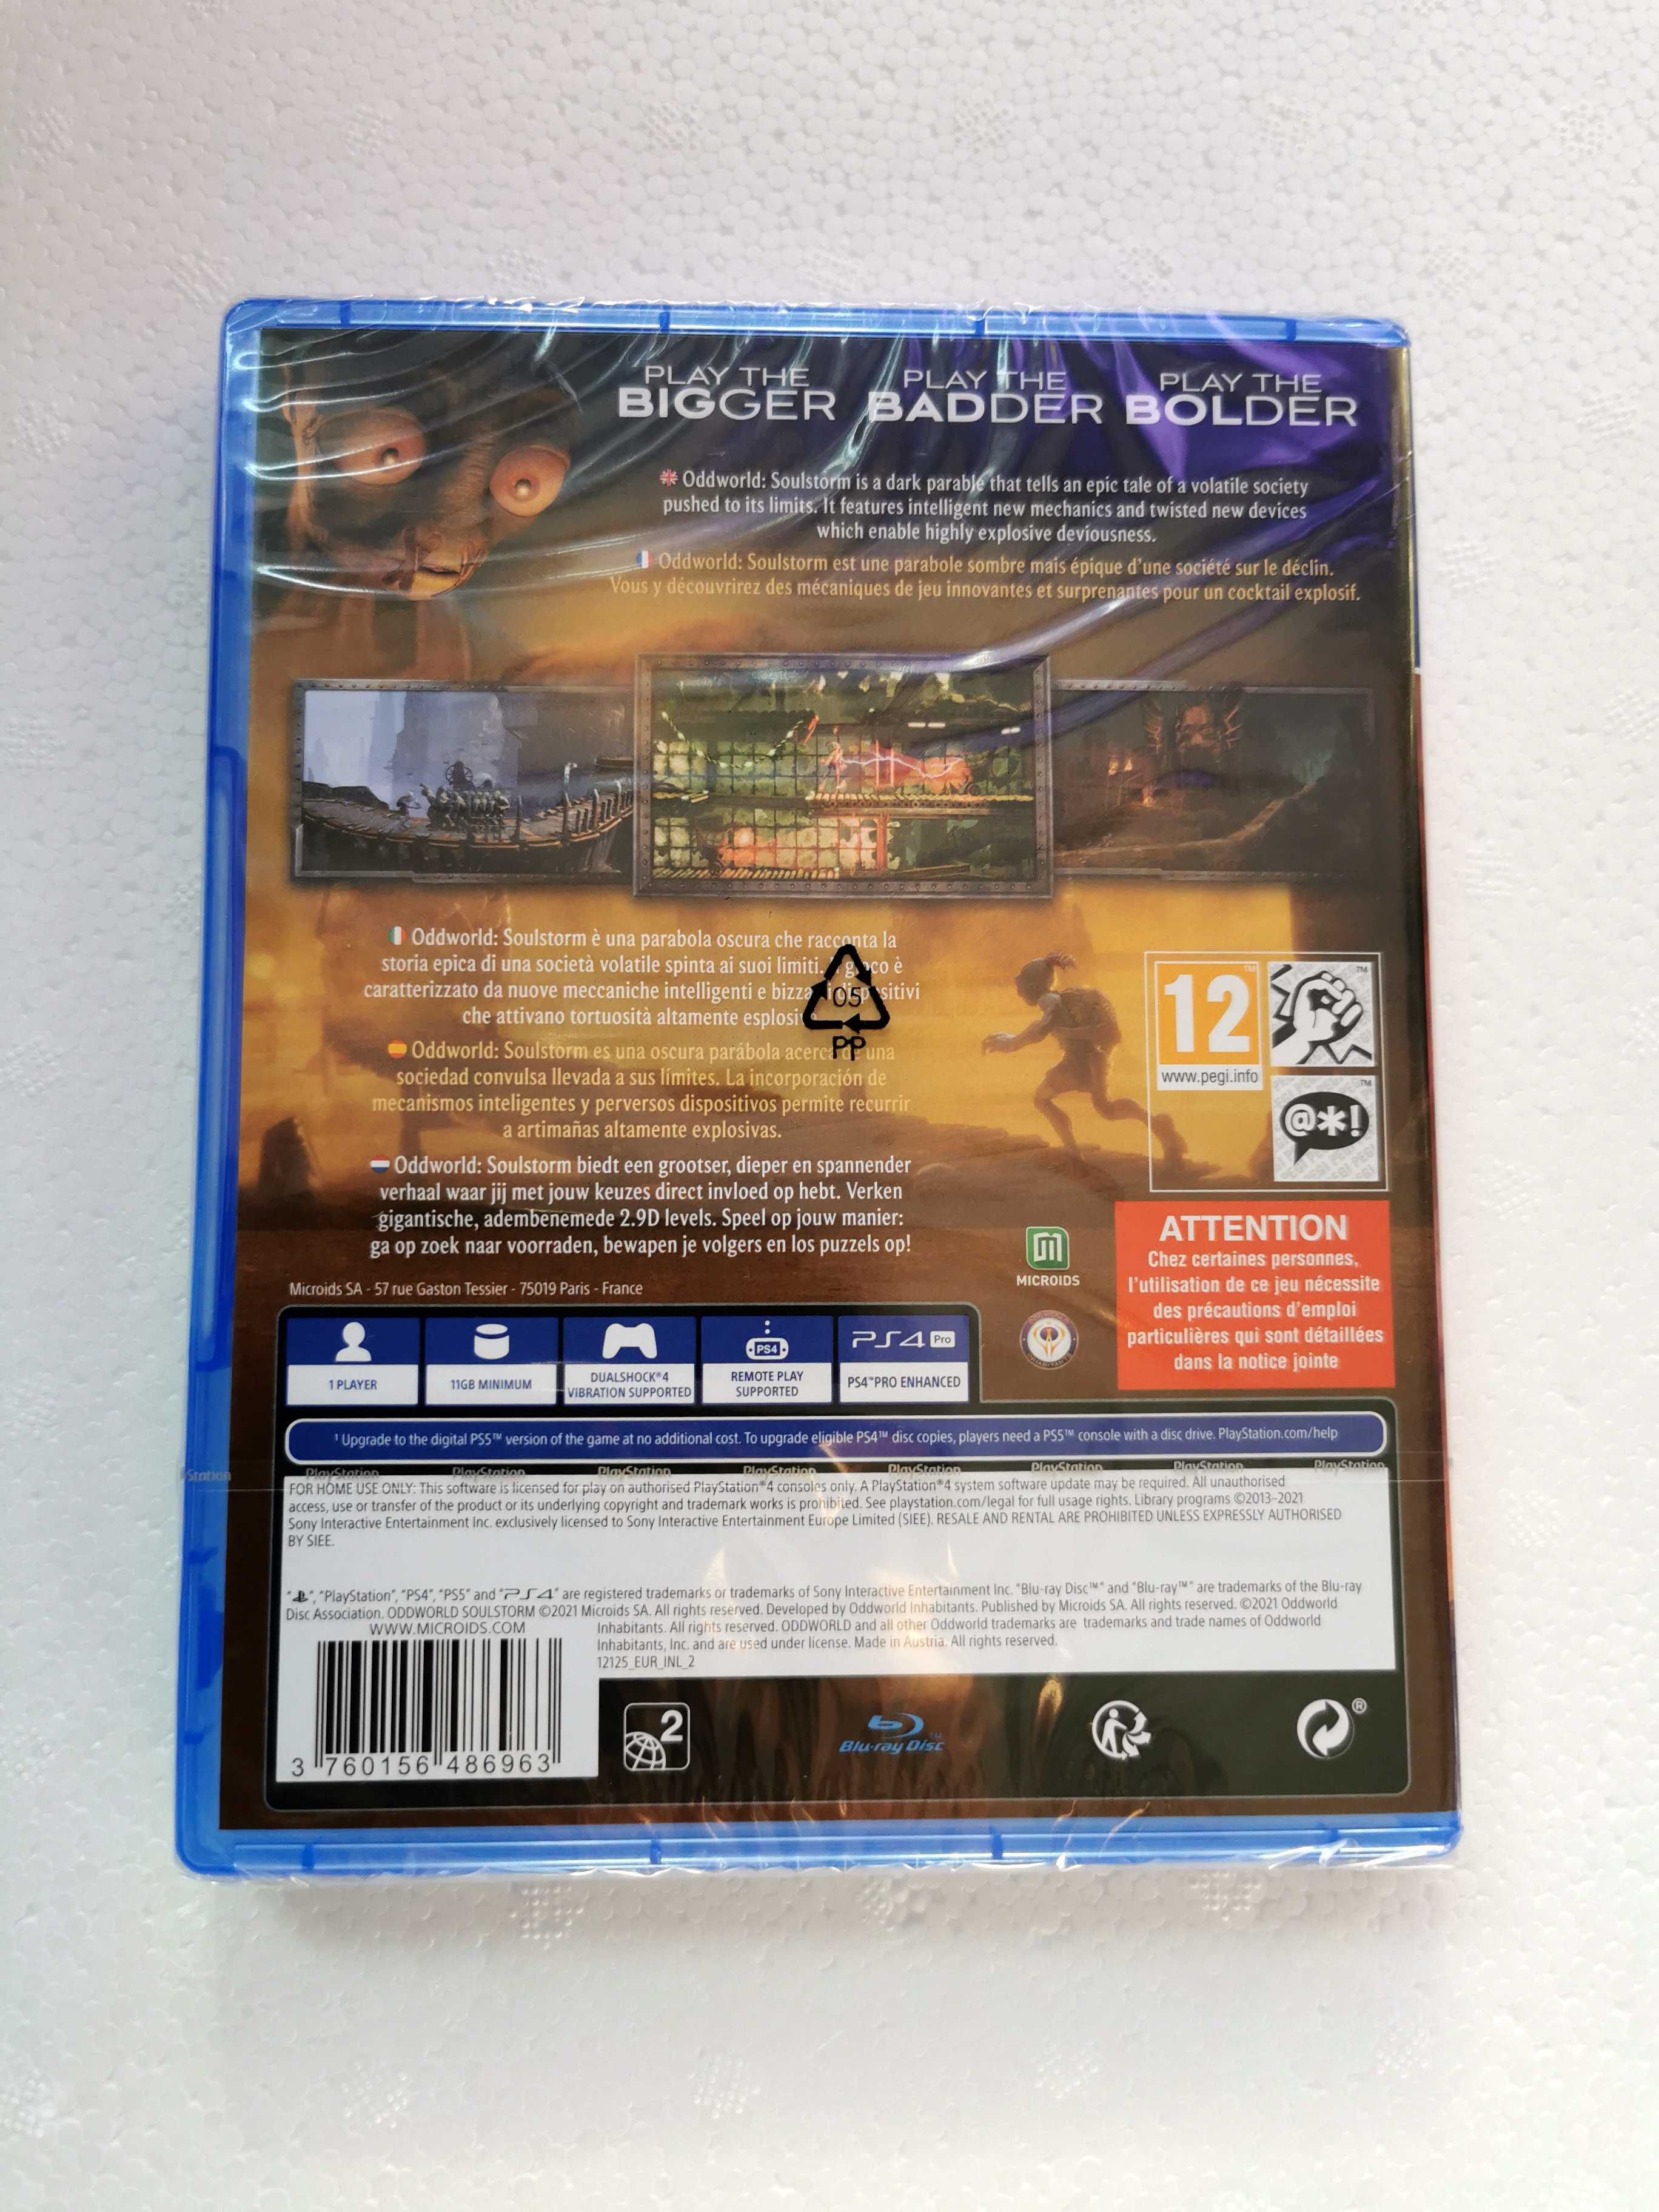 PLAY THE BIGGER PLAY THE BADDER PLAY THE BOLDER
Oddworld: Soulstorm is a dark parable that tells an epic tale of a volatile society
pushed to its limits. It features intelligent new mechanics and twisted new devices
which enable highly explosive deviousness.
Oddworld: Soulstorm est une parabole sombre mais épique d'une société sur le déclin.
Vous y découvrirez des mécaniques de jeu innovantes et surprenantes pour un cocktail explosif.
Oddworld: Soulstorm è una parabola oscura che racconta la
storia epica di una società volatile spinta ai suoi limiti. gioco è
caratterizzato da nuove meccaniche intelligenti e
che attivano tortuosità altamente
05
PP
Oddworld: Soulstorm es una oscura parábola acerca de una
sociedad convulsa llevada a sus límites. La incorporación de
mecanismos inteligentes y perversos dispositivos permite recurrir
a artimañas altamente explosivas.
Oddworld: Soulstorm biedt een grootser, dieper en spannender
verhaal waar jij met jouw keuzes direct invloed op hebt. Verken
gigantische, adembenemede 2.9D levels. Speel op jouw manier:
ga op zoek naar voorraden, bewapen je volgers en los puzzels op!
12
www.pegi.info
@*!
MICROIDS
ATTENTION
Chez certaines personnes,
l'utilisation de ce jeu nécessite
des précautions d'emploi
particulières qui sont détaillées
dans la notice jointe
Microids SA - 57 rue Gaston Tessier - 75019 Paris - France
PS4 PS4 Pro
1 PLAYER
11GB MINIMUM
DUALSHOCK®4
VIBRATION SUPPORTED
REMOTE PLAY
SUPPORTED
PS4™PRO ENHANCED
¹ Upgrade to the digital PS5™ version of the game at no additional cost. To upgrade eligible PS4™ disc copies, players need a PS5™ console with a disc drive. PlayStation.com/help
Station PlayStation PlayStation PlayStation PlayStation PlayStation PlayStation PlayStation PlayStation
FOR HOME USE ONLY: This software is licensed for play on authorised PlayStation®4 consoles only. A PlayStation®4 system software update may be required. All unauthorised
access, use or transfer of the product or its underlying copyright and trademark works is prohibited. See playstation.com/legal for full usage rights. Library programs ©2013–2021
Sony Interactive Entertainment Inc. exclusively licensed to Sony Interactive Entertainment Europe Limited (SIEE). RESALE AND RENTAL ARE PROHIBITED UNLESS EXPRESSLY AUTHORISED
BY SIEE.
"", "PlayStation", "PS4", "PS5" and "PS4" are registered trademarks or trademarks of Sony Interactive Entertainment Inc. "Blu-ray Disc™" and "Blu-ray™" are trademarks of the Blu-ray
Disc Association. ODDWORLD SOULSTORM ©2021 Microids SA. All rights reserved. Developed by Oddworld Inhabitants. Published by Microids SA. All rights reserved. ©2021 Oddworld
Inhabitants. All rights reserved. ODDWORLD and all other Oddworld trademarks are trademarks and trade names of Oddworld
Inhabitants, Inc. and are used under license. Made in Austria. All rights reserved.
12125_EUR_INL_2
WWW.MICROIDS.COM
3 760156 486963
2
Blu-ray Disc™
®